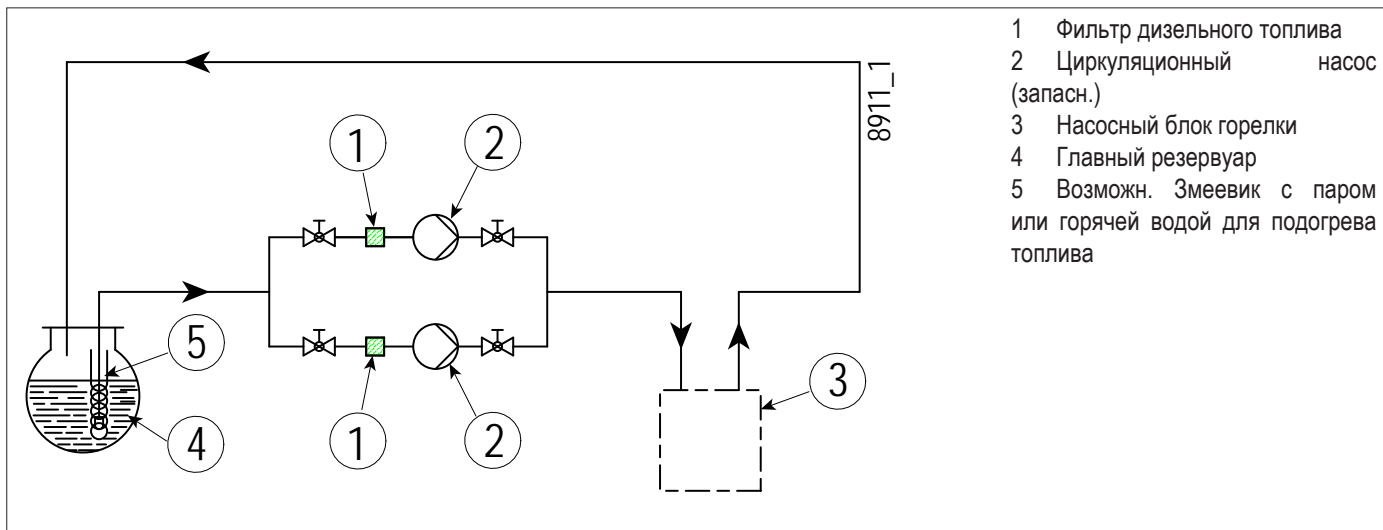 1 Фильтр дизельного топлива
2 Циркуляционный насос
(запасн.)
3 Насосный блок горелки
4 Главный резервуар
5 Возможн. Змеевик с паром
или горячей водой для подогрева
топлива
8911_1
1
2
5
4
1
2
3